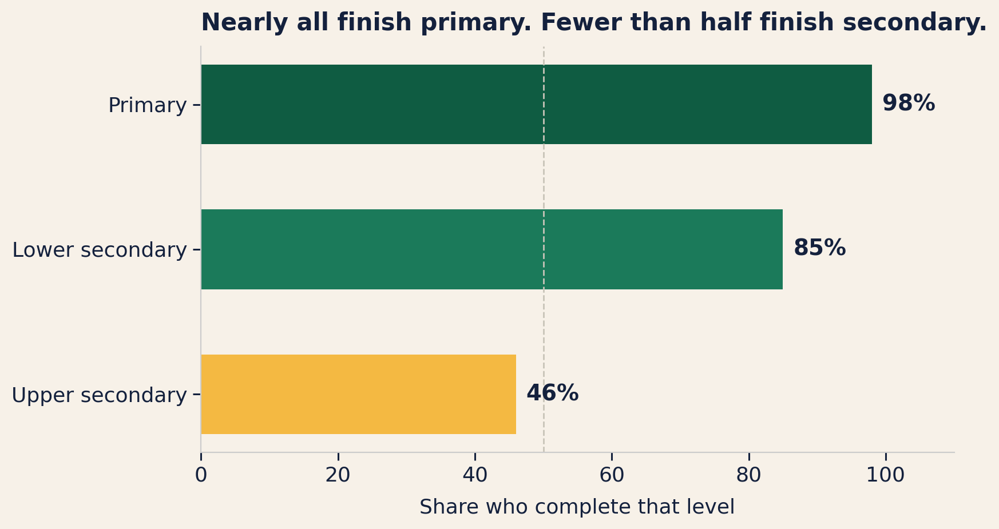 Nearly all finish primary. Fewer than half finish secondary.
Primary
98%
Lower secondary
85%
Upper secondary
46%
0 20 40 60 80 100
Share who complete that level